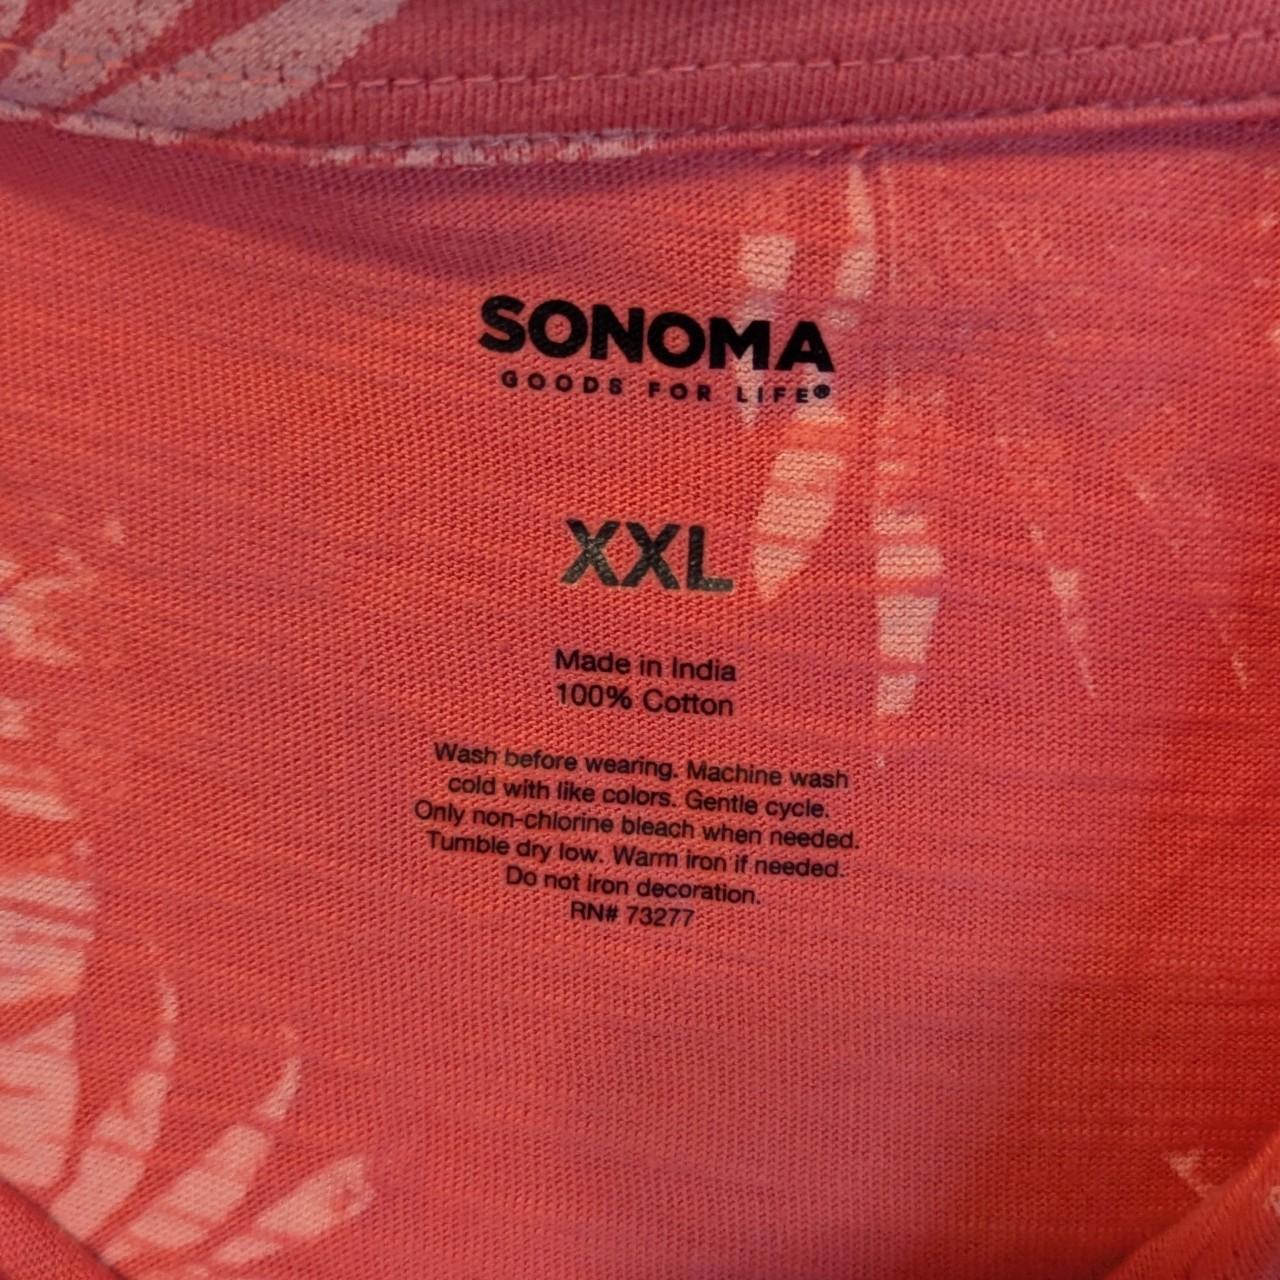 SONOMA
GOODS FOR LIFE®
XXL
Made in India
100% Cotton
Wash before wearing. Machine wash
cold with like colors. Gentle cycle.
Only non-chlorine bleach when needed.
Tumble dry low. Warm iron if needed.
Do not iron decoration.
RN# 73277